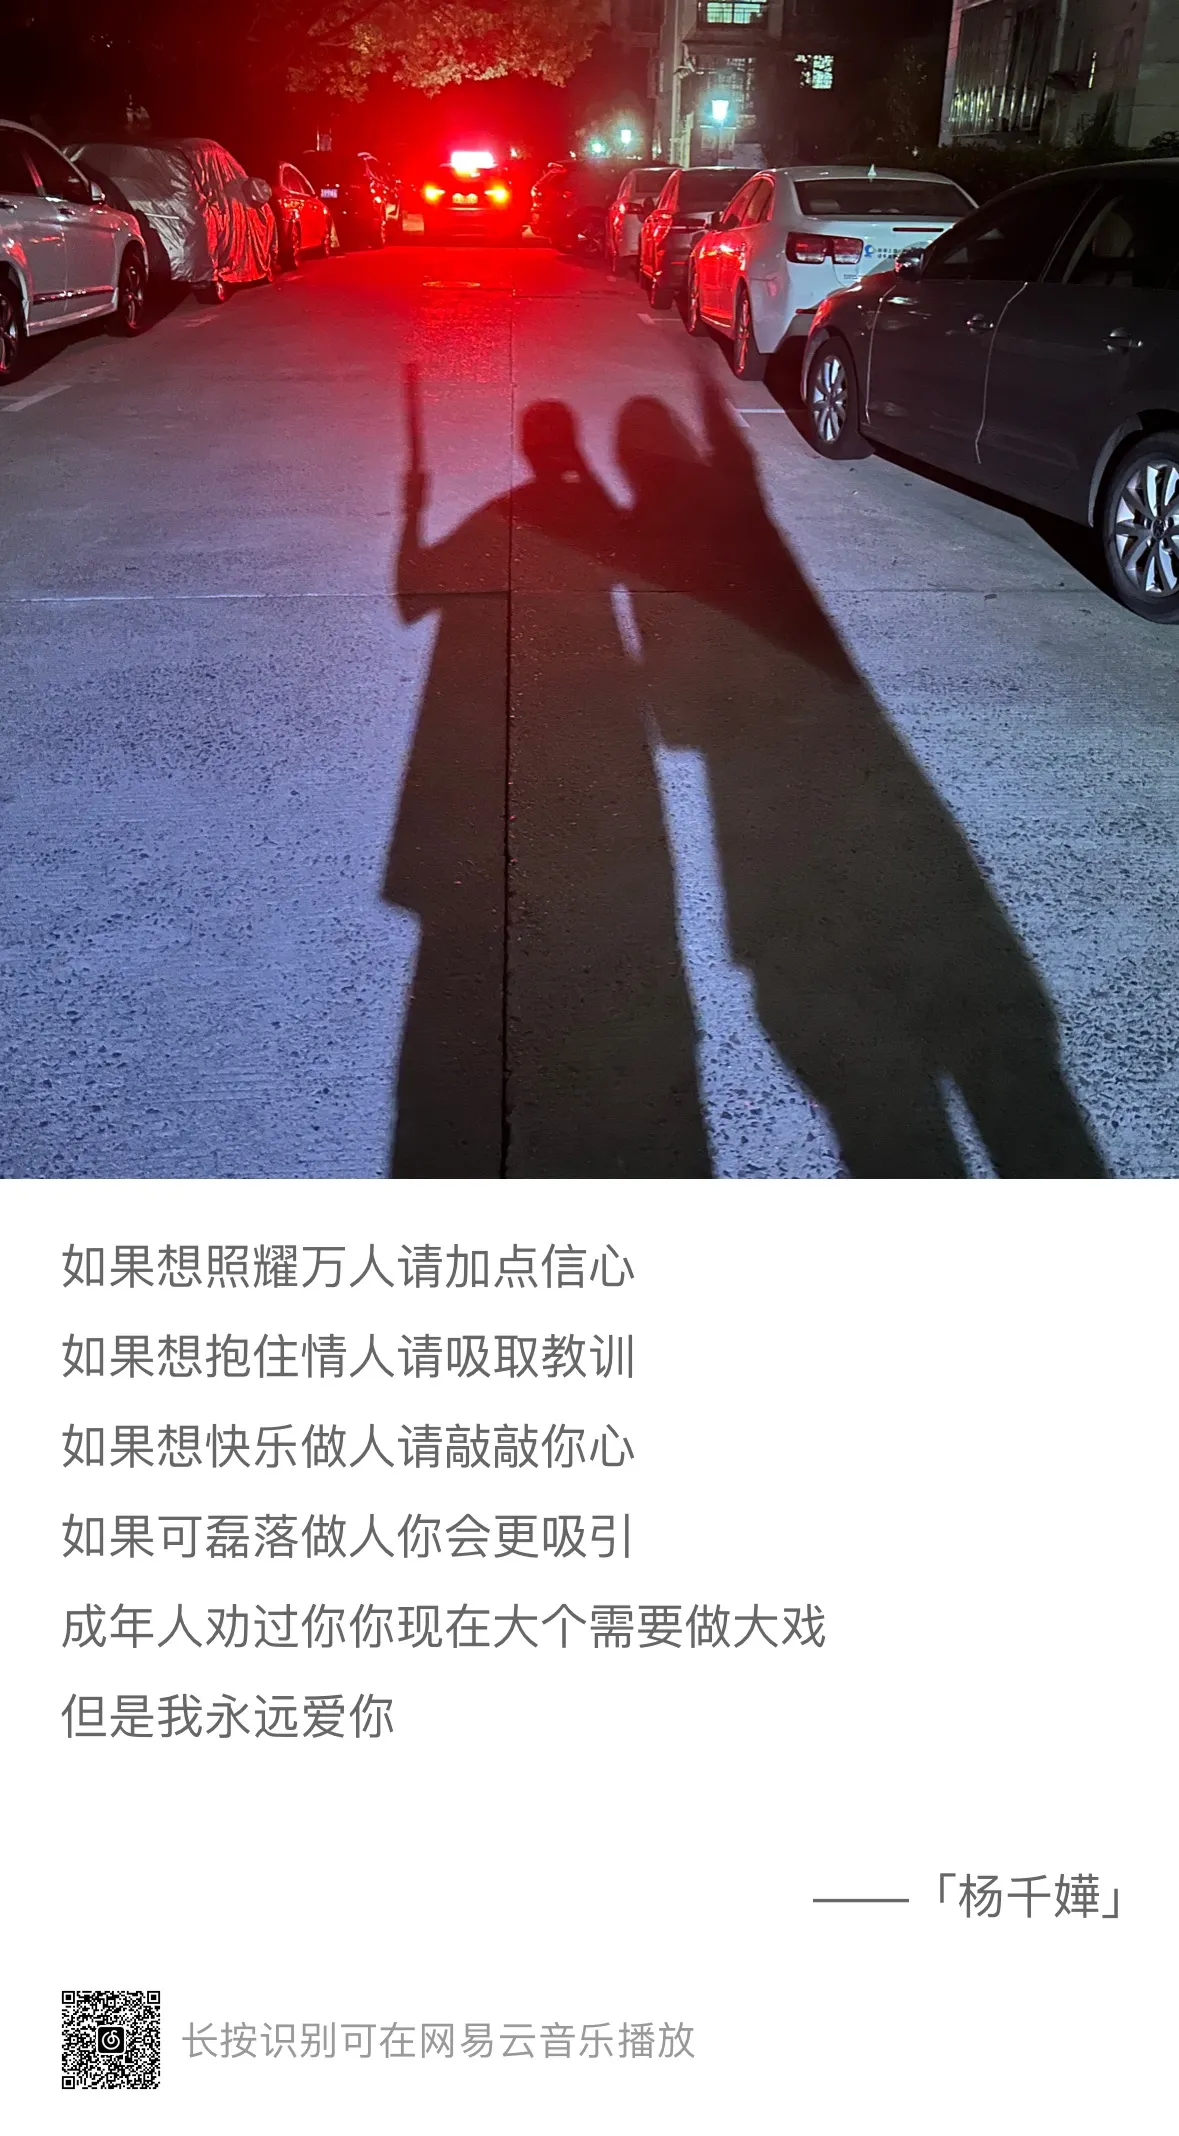 如果想照耀万人请加点信心
如果想抱住情人请吸取教训
如果想快乐做人请敲敲你心
如果可磊落做人你会更吸引
成年人劝过你你现在大个需要做大戏
但是我永远爱你
——「杨千嬅」
长按识别可在网易云音乐播放